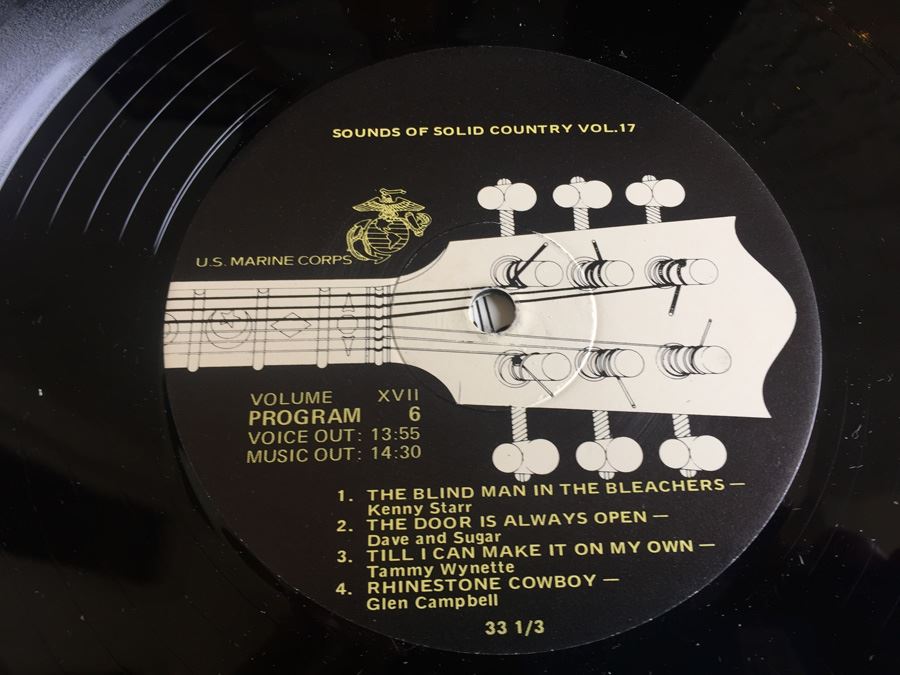 SOUNDS OF SOLID COUNTRY VOL.17
U.S. MARINE CORPS
VOLUME XVII
PROGRAM 6
VOICE OUT: 13:55
MUSIC OUT: 14:30
1. THE BLIND MAN IN THE BLEACHERS —
Kenny Starr
2. THE DOOR IS ALWAYS OPEN —
Dave and Sugar
3. TILL I CAN MAKE IT ON MY OWN —
Tammy Wynette
4. RHINESTONE COWBOY —
Glen Campbell
33 1/3